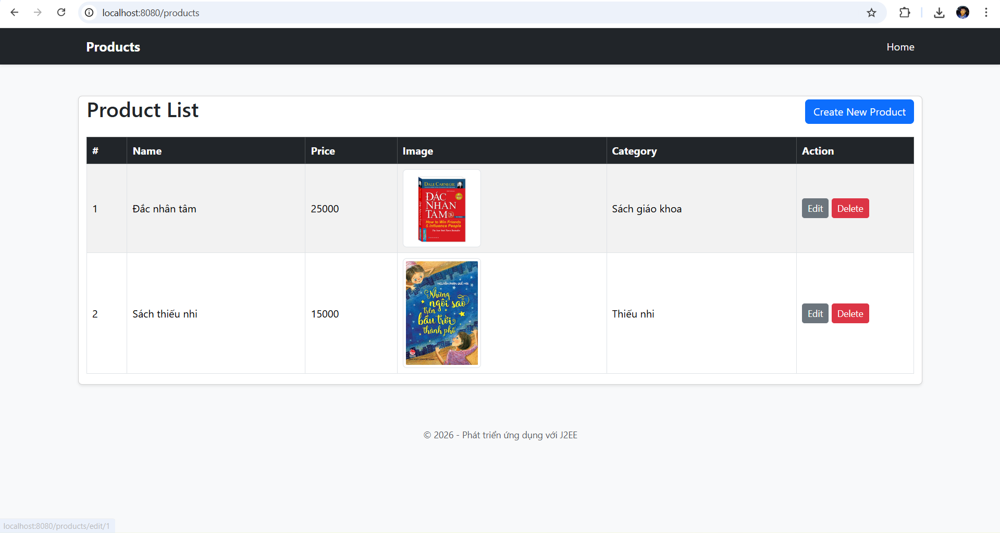 localhost:8080/products
Products
Home
Product List
Create New Product
# Name Price Image Category Action
1 Đắc nhân tâm 25000 Sách giáo khoa Edit Delete
DALE CARNEGIE
ĐẮC
NHÂN
TÂM
How to Win Friends
& Influence People
2 Sách thiếu nhi 15000 Thiếu nhi Edit Delete
NGUYỄN PHAN QUẾ MAI
Những
ngôi sao
trên
bầu trời
thành phố
© 2026 - Phát triển ứng dụng với J2EE
localhost:8080/products/edit/1